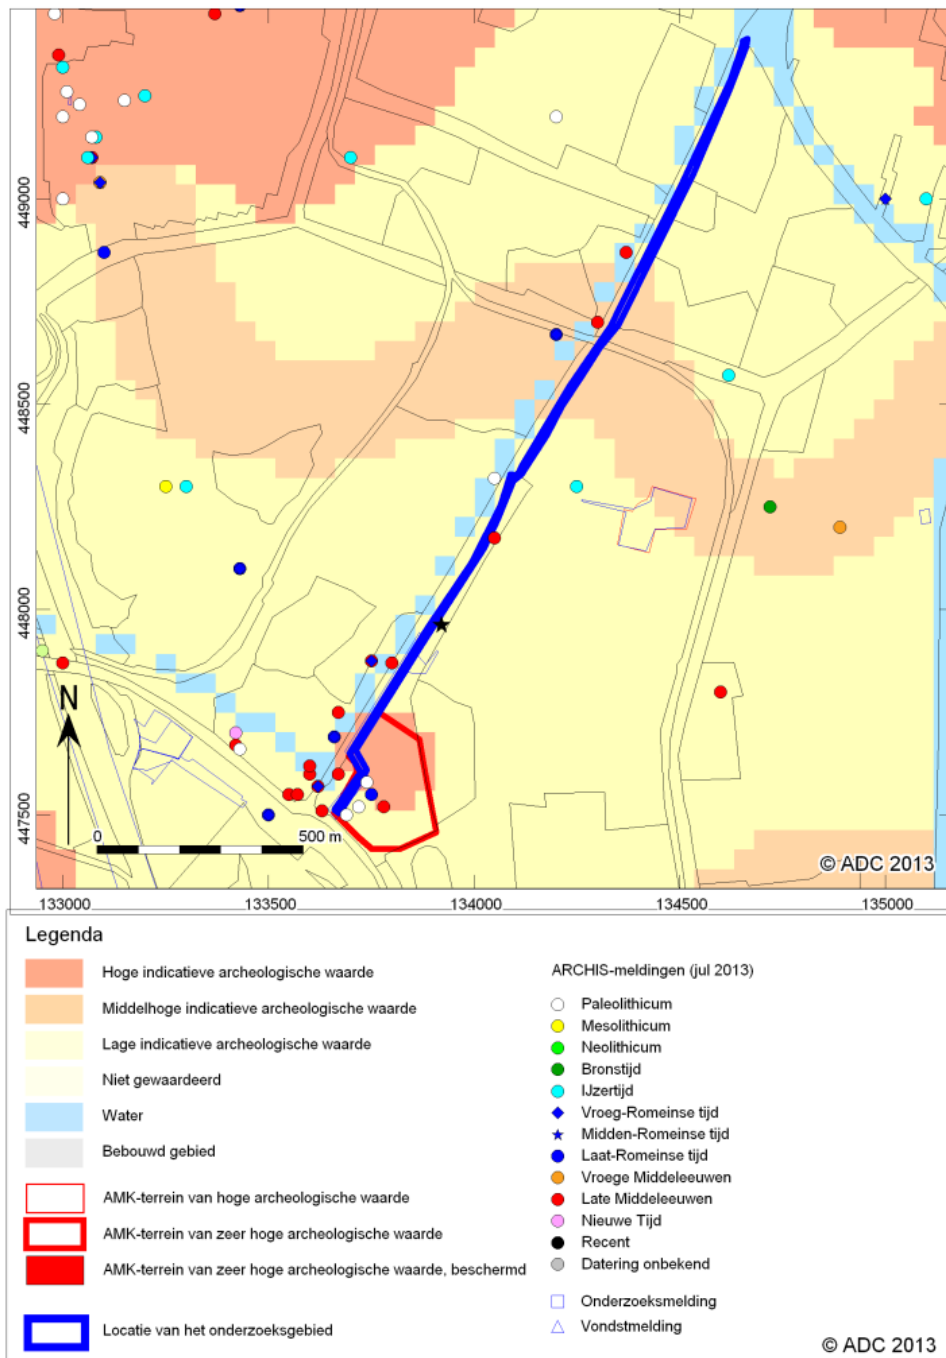 449000
448500
448000
447500
N
0
500 m
© ADC 2013
133000
133500
134000
134500
135000
Legenda
Hoge indicatieve archeologische waarde
Middelhoge indicatieve archeologische waarde
Lage indicatieve archeologische waarde
Niet gewaardeerd
Water
Bebouwd gebied
AMK-terrein van hoge archeologische waarde
AMK-terrein van zeer hoge archeologische waarde
AMK-terrein van zeer hoge archeologische waarde, beschermd
Locatie van het onderzoeksgebied
ARCHIS-meldingen (jul 2013)
Paleolithicum
Mesolithicum
Neolithicum
Bronstijd
IJzertijd
Vroeg-Romeinse tijd
Midden-Romeinse tijd
Laat-Romeinse tijd
Vroege Middeleeuwen
Late Middeleeuwen
Nieuwe Tijd
Recent
Datering onbekend
Onderzoeksmelding
Vondstmelding
© ADC 2013